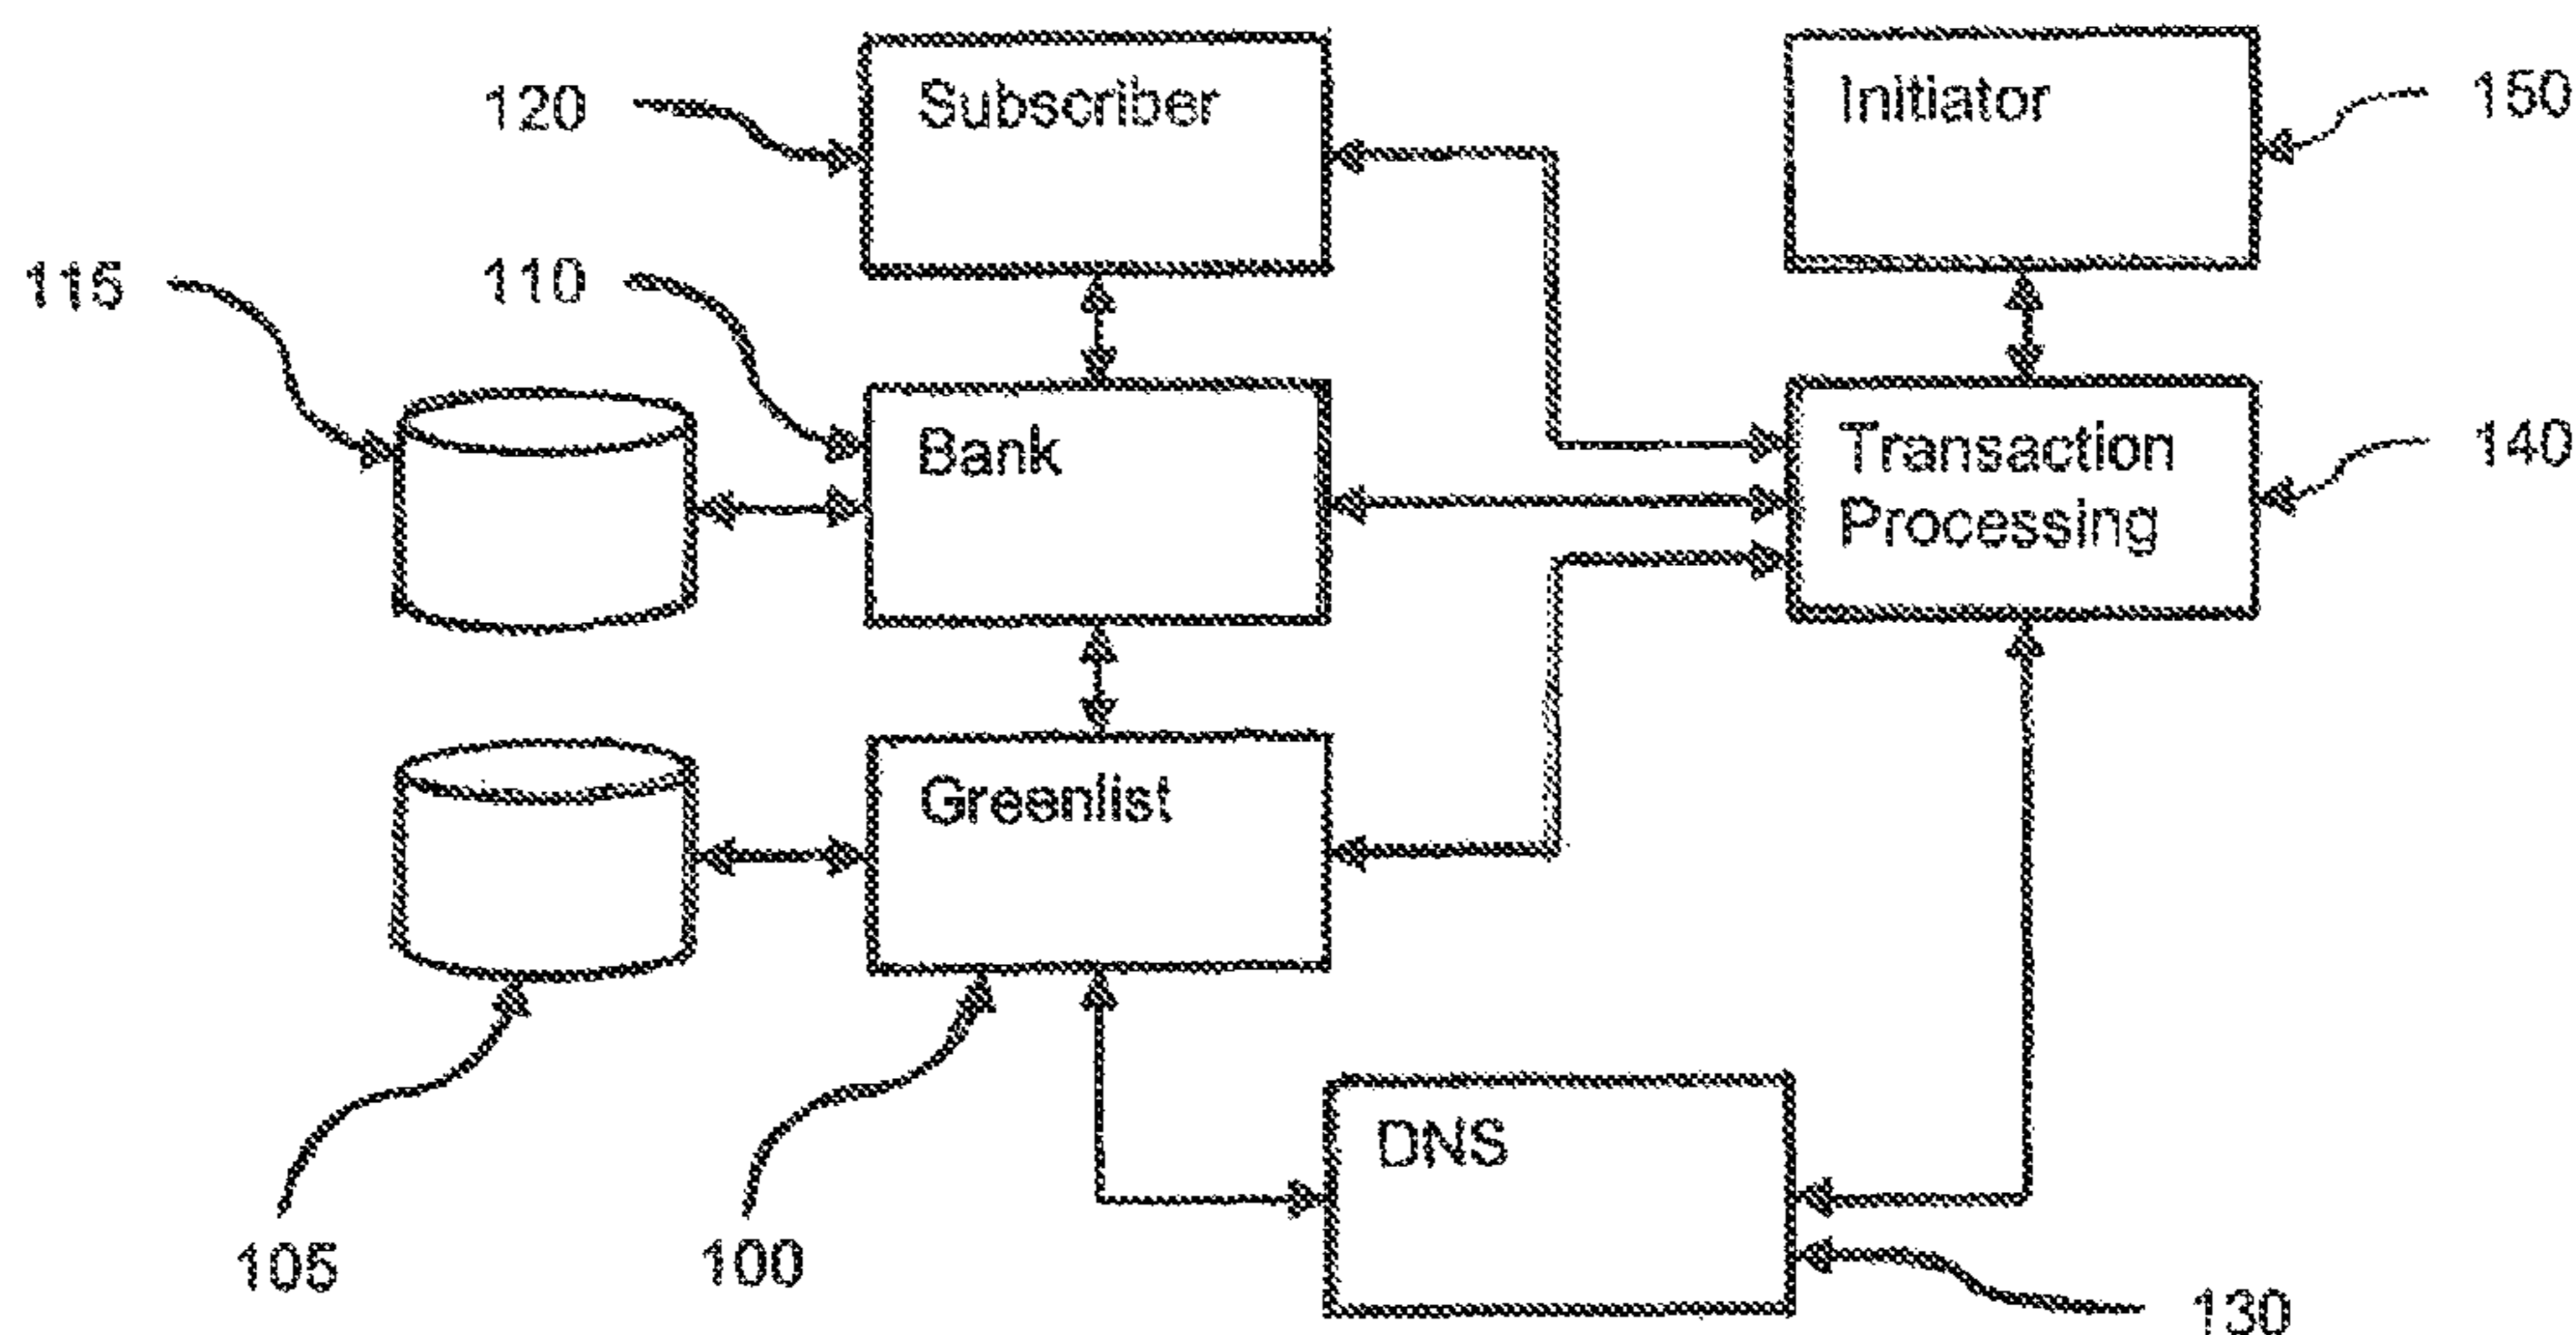 120
Subscriber
Initiator
150
115
110
Bank
Transaction
Processing
140
Greenlist
DNS
105
100
130